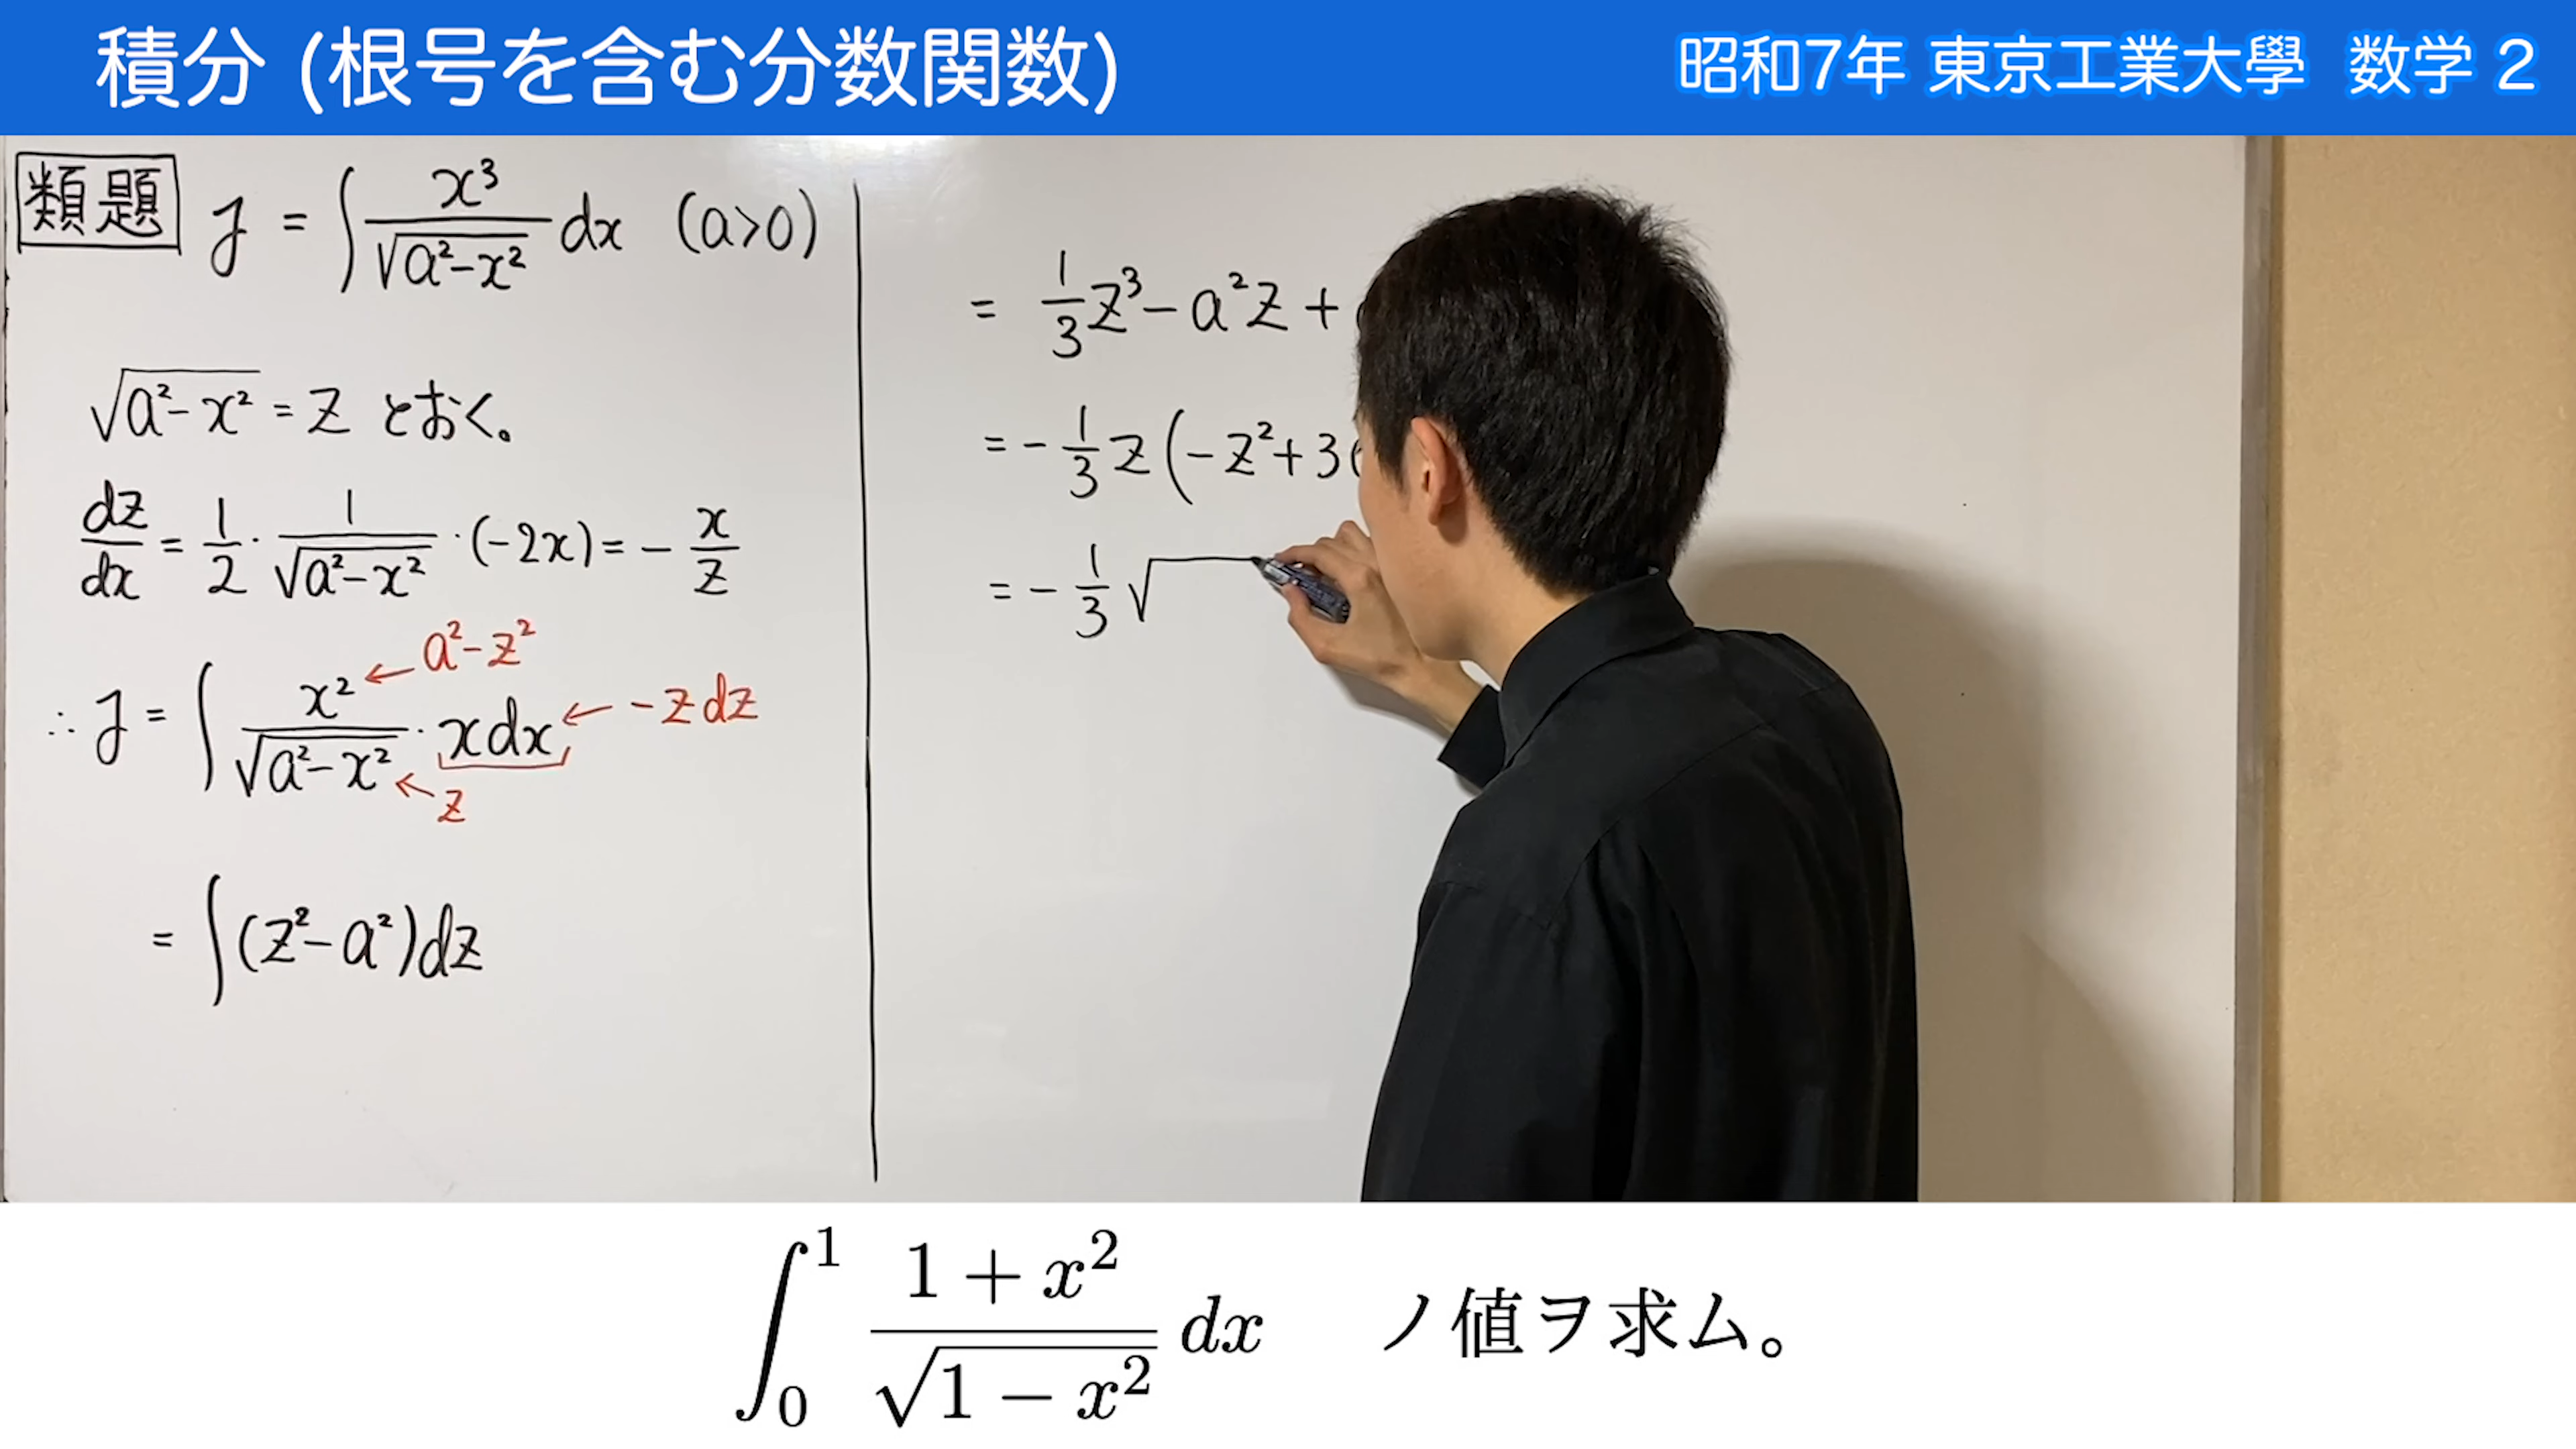 積分 (根号を含む分数関数)
昭和7年 東京工業大學 数学 2
類題 y = ∫ x³/√(a²-x²) dx (a>0)
√(a²-x²) = z とおく。
dz/dx = 1/2 · 1/√(a²-x²) · (-2x) = - x/z
a²-z²
∴ y = ∫ x²/√(a²-x²) · xdx ← -zdz
z
= ∫(z²-a²)dz
= 1/3 z³ - a²z +
= - 1/3 z(-z²+3
= - 1/3 √
∫₀¹ (1+x²)/√(1-x²) dx ノ値ヲ求ム。